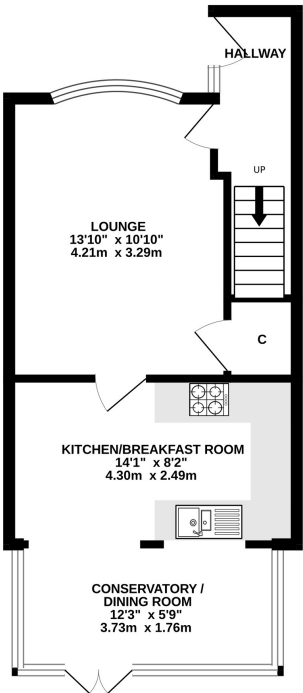 HALLWAY
UP
LOUNGE
13'10" x 10'10"
4.21m x 3.29m
C
KITCHEN/BREAKFAST ROOM
14'1" x 8'2"
4.30m x 2.49m
CONSERVATORY /
DINING ROOM
12'3" x 5'9"
3.73m x 1.76m